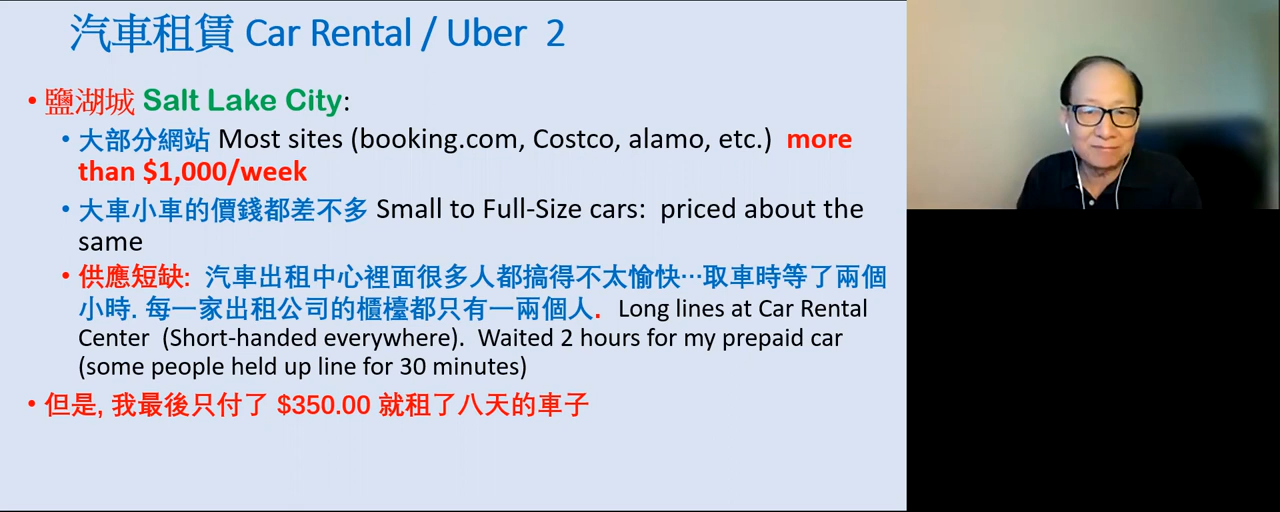 汽車租賃 Car Rental / Uber 2
• 鹽湖城 Salt Lake City:
• 大部分網站 Most sites (booking.com, Costco, alamo, etc.) more
than $1,000/week
• 大車小車的價錢都差不多 Small to Full-Size cars: priced about the
same
• 供應短缺: 汽車出租中心裡面很多人都搞得不太愉快…取車時等了兩個
小時. 每一家出租公司的櫃檯都只有一兩個人. Long lines at Car Rental
Center (Short-handed everywhere). Waited 2 hours for my prepaid car
(some people held up line for 30 minutes)
• 但是, 我最後只付了 $350.00 就租了八天的車子